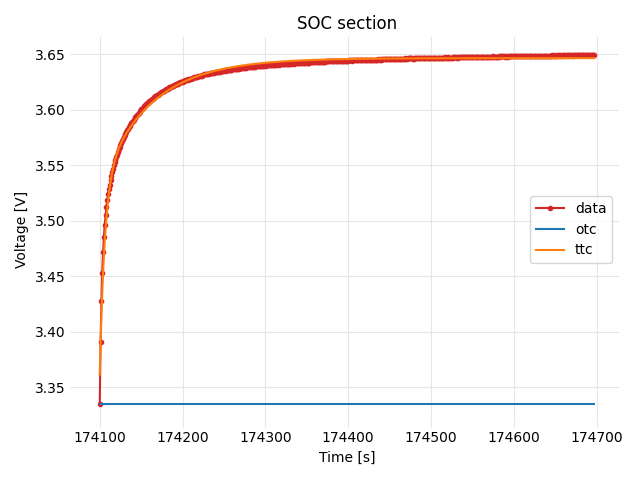 SOC section
Voltage [V]
3.65
3.60
3.55
3.50
3.45
3.40
3.35
data
otc
ttc
174100 174200 174300 174400 174500 174600 174700
Time [s]